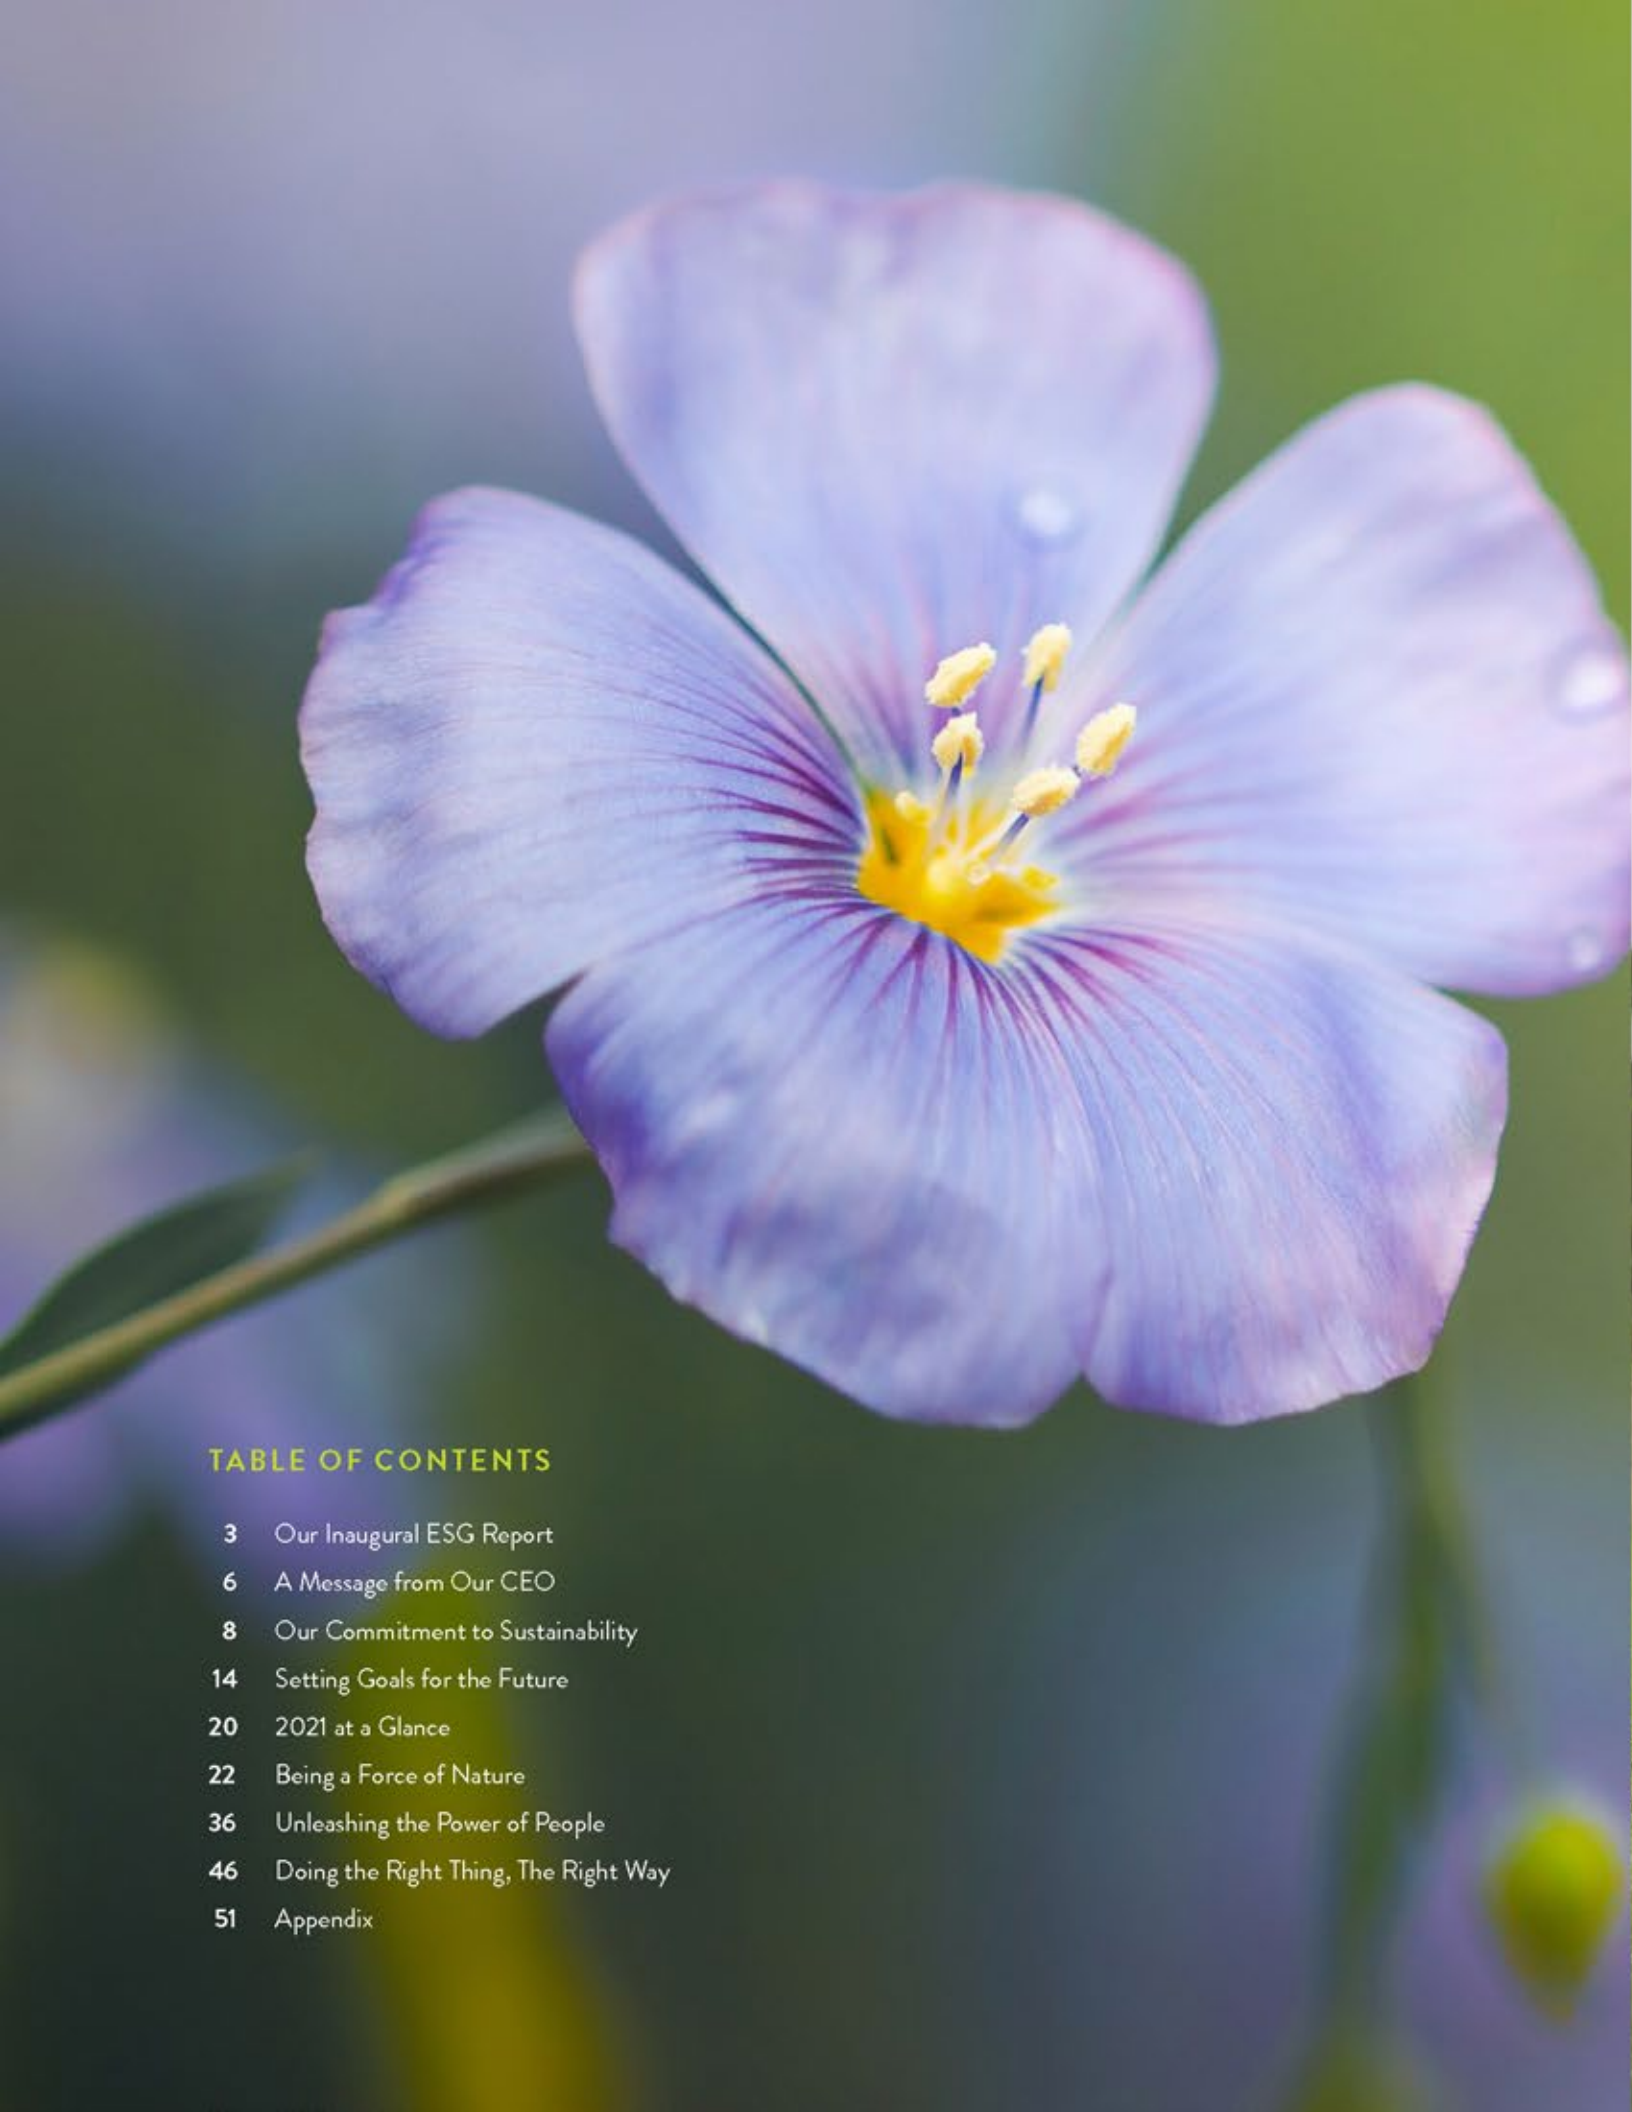 TABLE OF CONTENTS
3 Our Inaugural ESG Report
6 A Message from Our CEO
8 Our Commitment to Sustainability
14 Setting Goals for the Future
20 2021 at a Glance
22 Being a Force of Nature
36 Unleashing the Power of People
46 Doing the Right Thing, The Right Way
51 Appendix